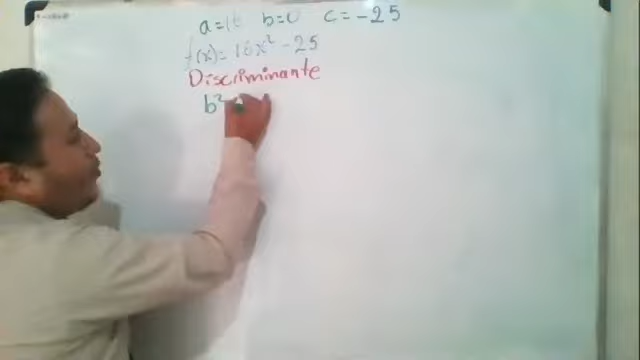 a=16 b=0 c=-25
f(x)=16x²-25
Discriminante
b²